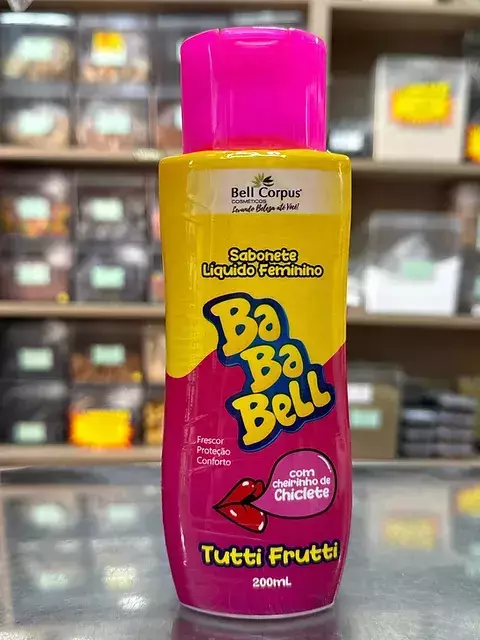 Bell Corpus®
COSMÉTICOS
Levando Beleza até Você!
Sabonete
Líquido Feminino
Ba
Ba
Bell
Frescor
Proteção
Conforto
com
cheirinho de
Chiclete
Tutti Frutti
200mL